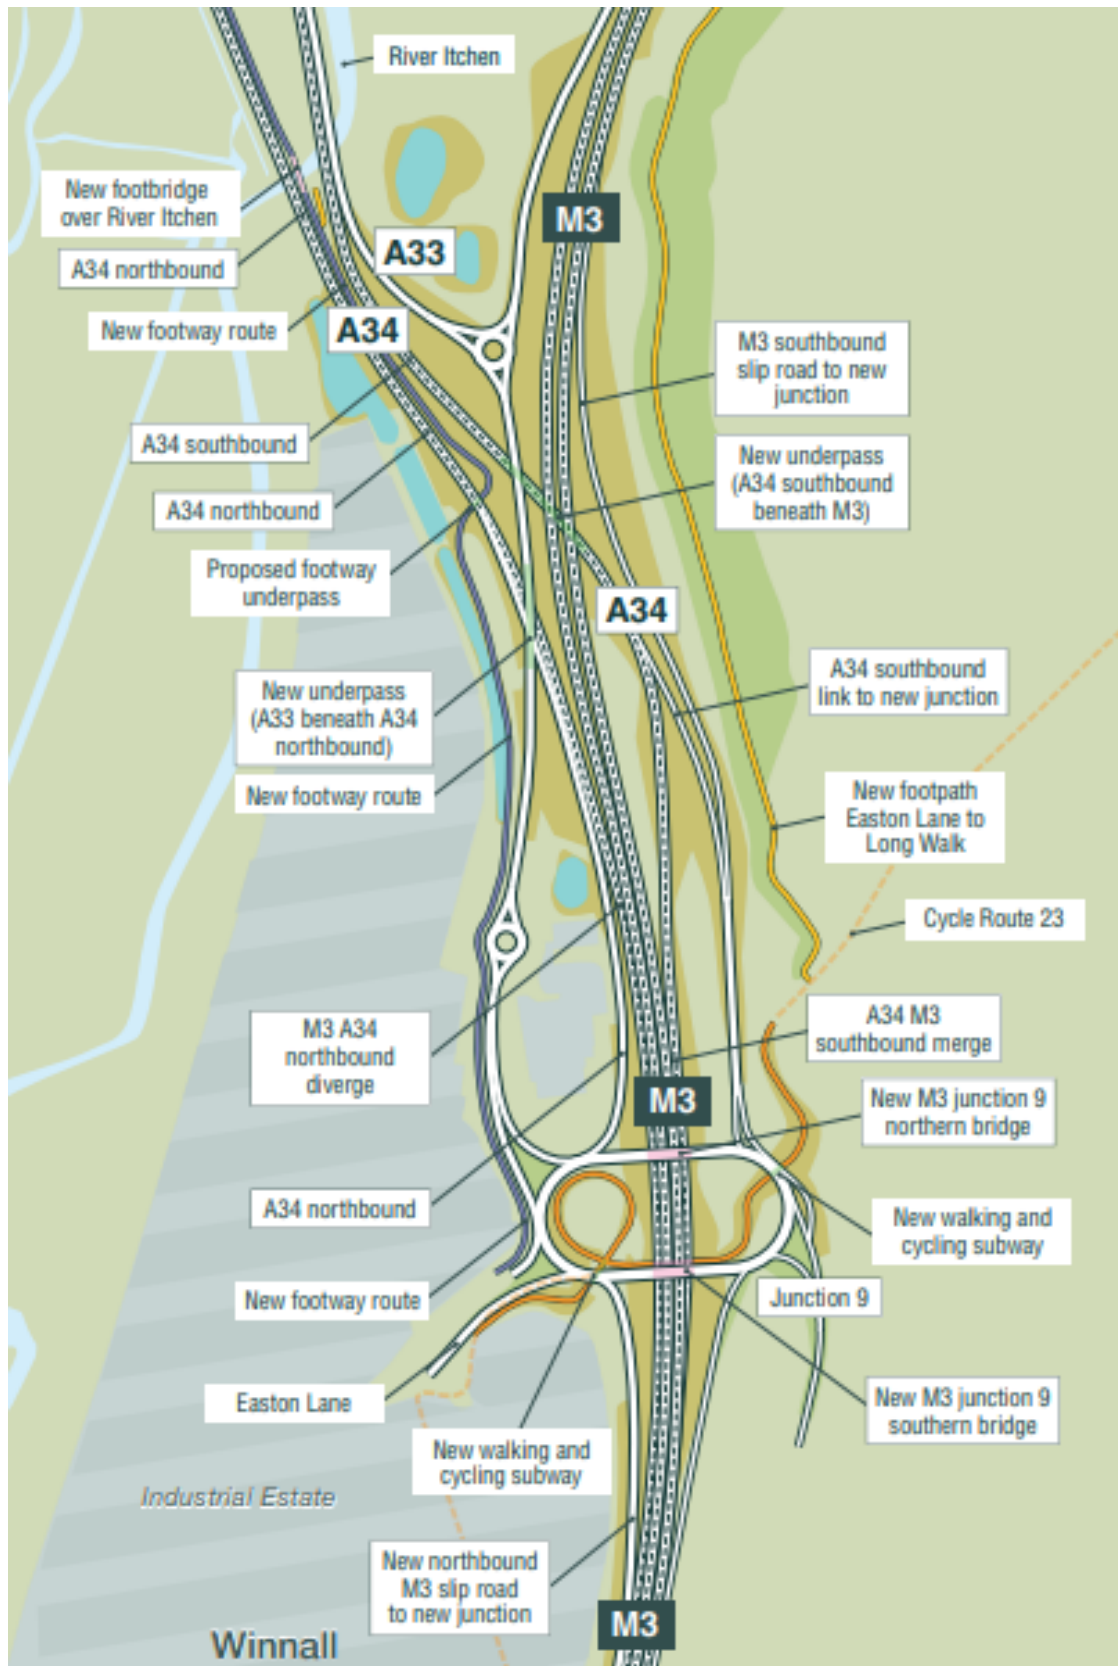 River Itchen
New footbridge
over River Itchen
M3
A33
A34 northbound
New footway route
A34
M3 southbound
slip road to new
junction
A34 southbound
New underpass
(A34 southbound
beneath M3)
A34 northbound
Proposed footway
underpass
A34
A34 southbound
link to new junction
New underpass
(A33 beneath A34
northbound)
New footway route
New footpath
Easton Lane to
Long Walk
Cycle Route 23
M3 A34
northbound
diverge
A34 M3
southbound merge
M3
New M3 junction 9
northern bridge
A34 northbound
New walking and
cycling subway
New footway route
Junction 9
Easton Lane
New M3 junction 9
southern bridge
New walking and
cycling subway
Industrial Estate
New northbound
M3 slip road
to new junction
M3
Winnall